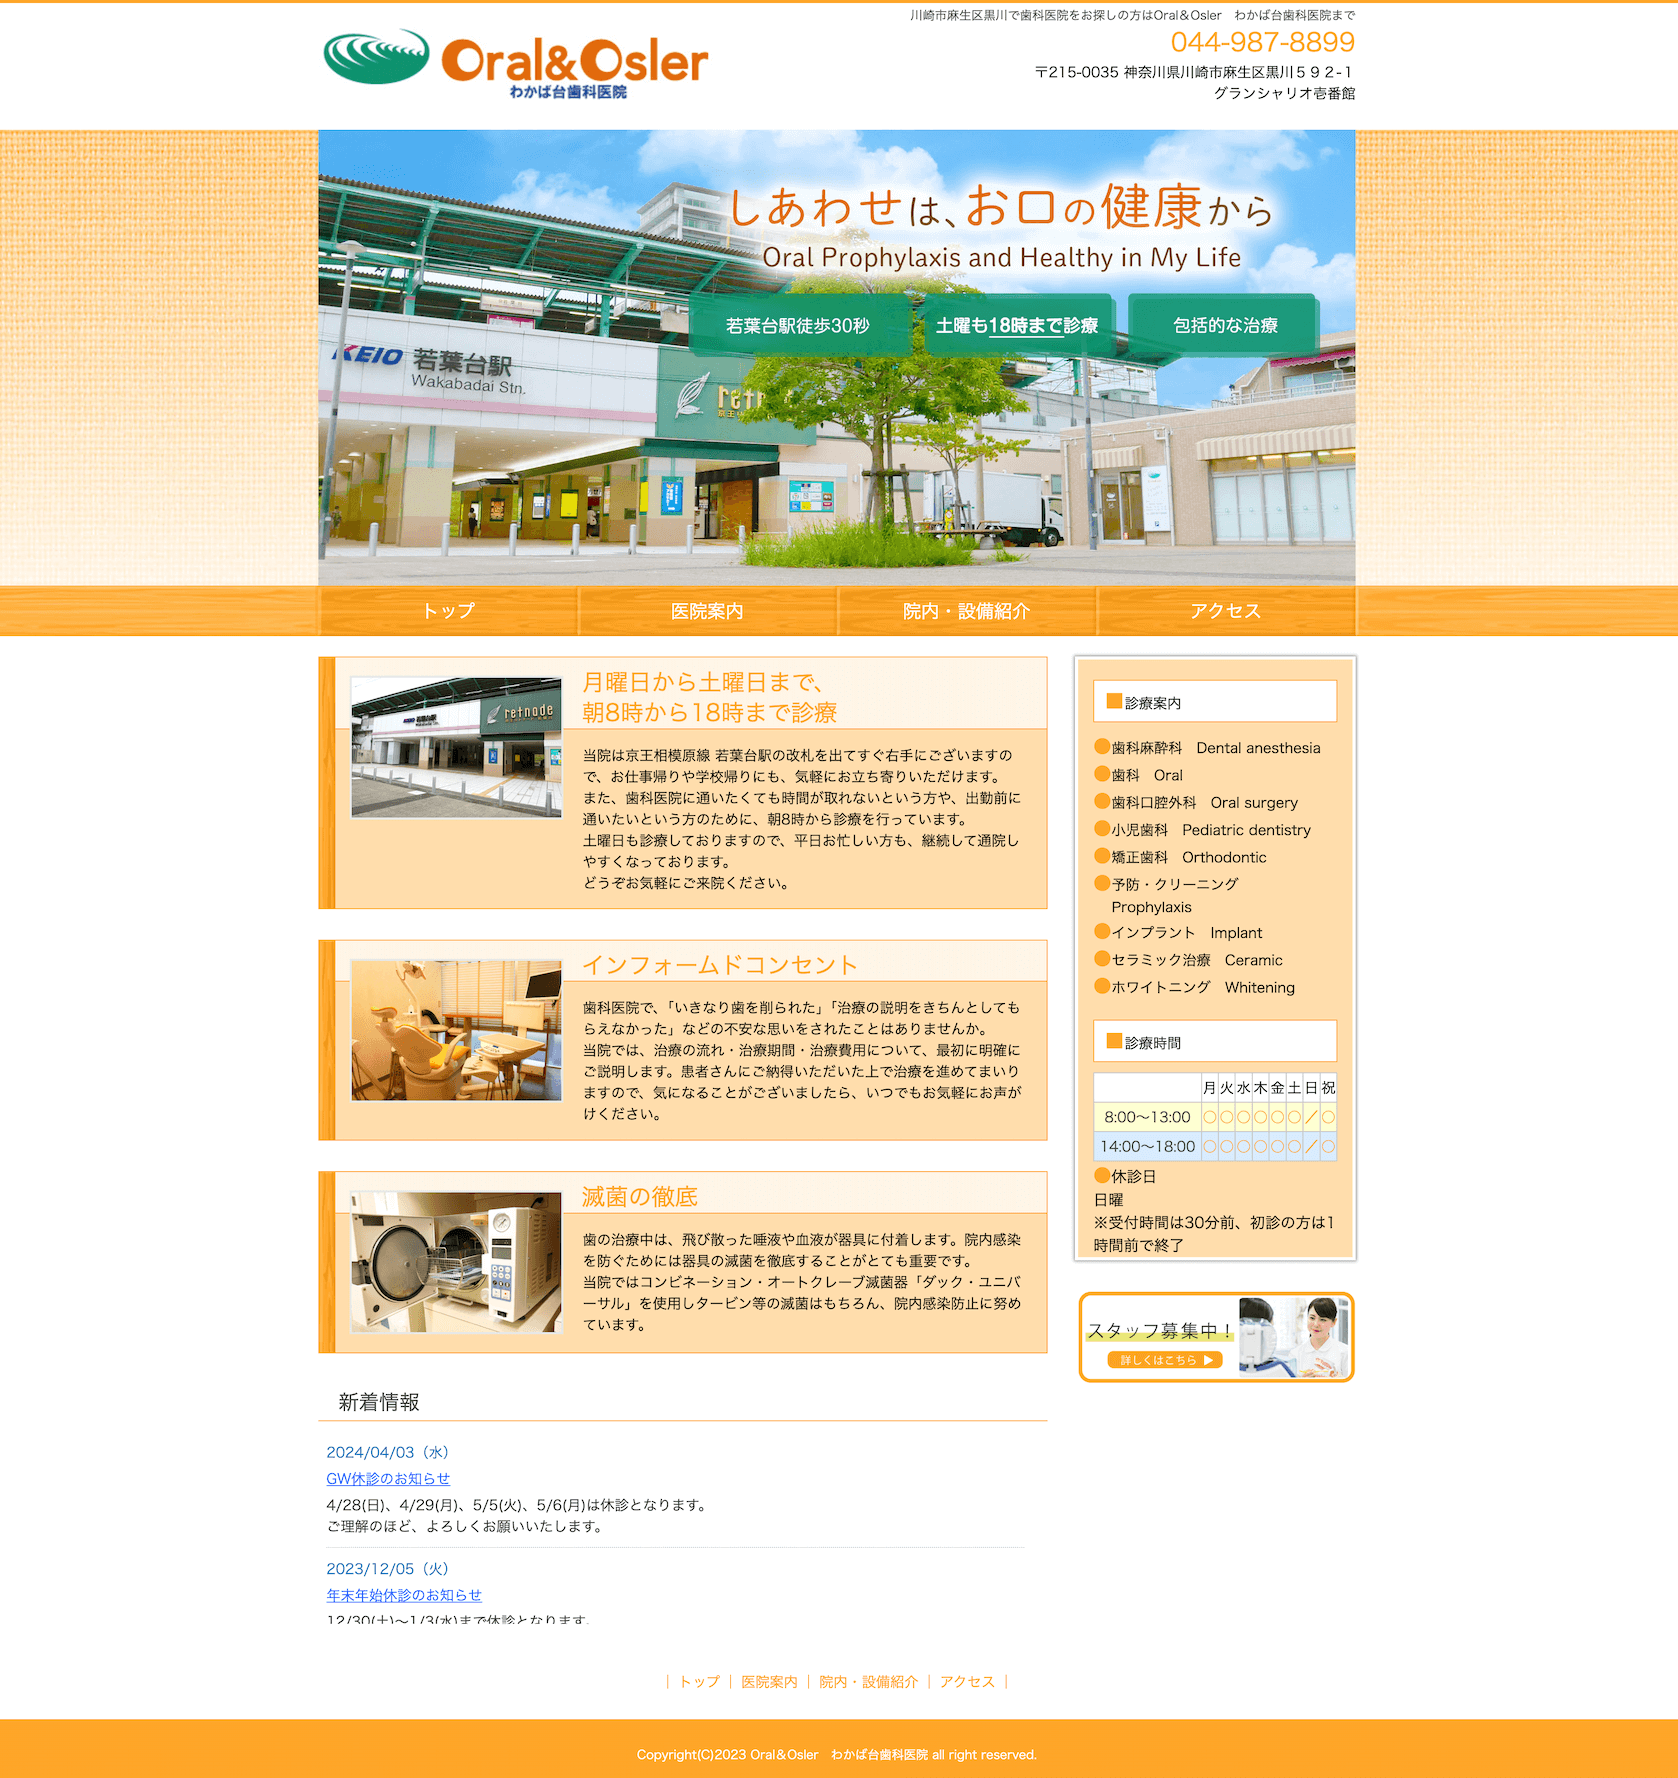 川崎市麻生区黒川で歯科医院をお探しの方はOral＆Osler　わかば台歯科医院まで
Oral&Osler
わかば台歯科医院
044-987-8899
〒215-0035 神奈川県川崎市麻生区黒川５９２-１
グランシャリオ壱番館
しあわせは、お口の健康から
Oral Prophylaxis and Healthy in My Life
若葉台駅徒歩30秒
土曜も18時まで診療
包括的な治療
KEIO 若葉台駅
Wakabadai Stn.
トップ
医院案内
院内・設備紹介
アクセス
月曜日から土曜日まで、
朝8時から18時まで診療
retnode
当院は京王相模原線 若葉台駅の改札を出てすぐ右手にございますの
で、お仕事帰りや学校帰りにも、気軽にお立ち寄りいただけます。
また、歯科医院に通いたくても時間が取れないという方や、出勤前に
通いたいという方のために、朝8時から診療を行っています。
土曜日も診療しておりますので、平日お忙しい方も、継続して通院し
やすくなっております。
どうぞお気軽にご来院ください。
インフォームドコンセント
歯科医院で、「いきなり歯を削られた」「治療の説明をきちんとしても
らえなかった」などの不安な思いをされたことはありませんか。
当院では、治療の流れ・治療期間・治療費用について、最初に明確に
ご説明します。患者さんにご納得いただいた上で治療を進めてまいり
ますので、気になることがございましたら、いつでもお気軽にお声が
けください。
滅菌の徹底
歯の治療中は、飛び散った唾液や血液が器具に付着します。院内感染
を防ぐためには器具の滅菌を徹底することがとても重要です。
当院ではコンビネーション・オートクレーブ滅菌器「ダック・ユニバ
ーサル」を使用しタービン等の滅菌はもちろん、院内感染防止に努め
ています。
新着情報
2024/04/03（水）
GW休診のお知らせ
4/28(日)、4/29(月)、5/5(火)、5/6(月)は休診となります。
ご理解のほど、よろしくお願いいたします。
2023/12/05（火）
年末年始休診のお知らせ
12/30(土)～1/3(水)まで休診となります。
■診療案内
●歯科麻酔科　Dental anesthesia
●歯科　Oral
●歯科口腔外科　Oral surgery
●小児歯科　Pediatric dentistry
●矯正歯科　Orthodontic
●予防・クリーニング
Prophylaxis
●インプラント　Implant
●セラミック治療　Ceramic
●ホワイトニング　Whitening
■診療時間
月 火 水 木 金 土 日 祝
8:00～13:00 ○ ○ ○ ○ ○ ○ ／ ○
14:00～18:00 ○ ○ ○ ○ ○ ○ ／ ○
●休診日
日曜
※受付時間は30分前、初診の方は1
時間前で終了
スタッフ募集中！
詳しくはこちら ▶
｜ トップ ｜ 医院案内 ｜ 院内・設備紹介 ｜ アクセス ｜
Copyright(C)2023 Oral＆Osler　わかば台歯科医院 all right reserved.